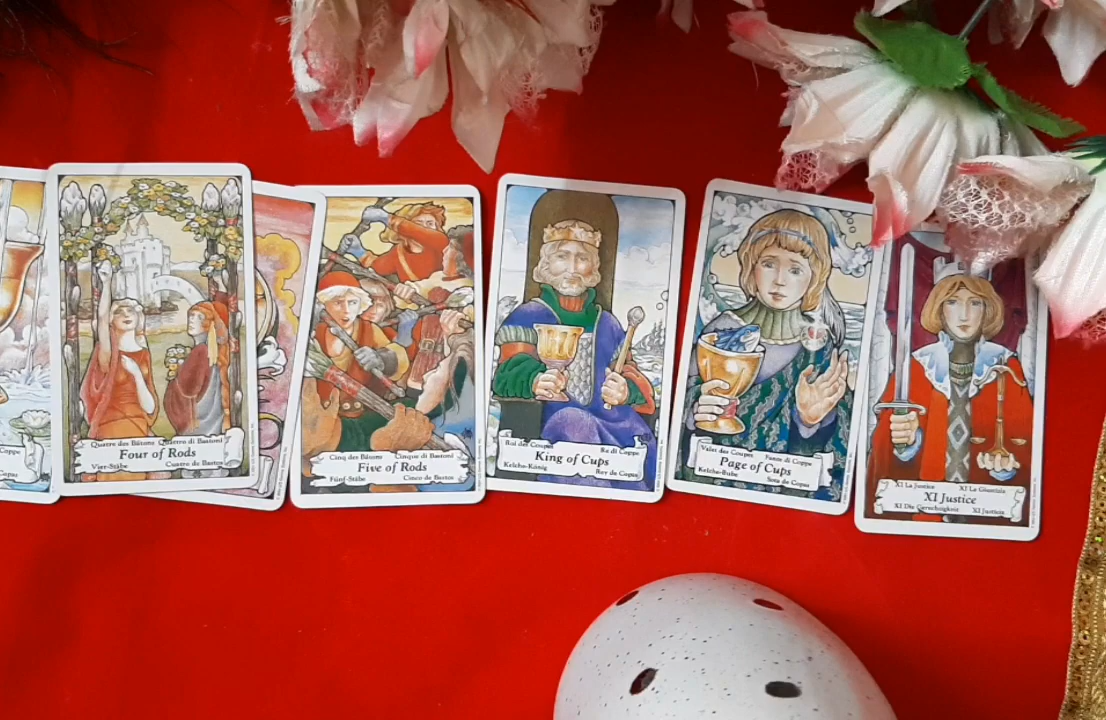 Coppe
Copas
Quatre des Bâtons Quattro di Bastoni
Four of Rods
Vier-Stäbe Cuatro de Bastos
Cinq des Bâtons Cinque di Bastoni
Five of Rods
Fünf-Stäbe Cinco de Bastos
Roi des Coupes Re di Coppe
King of Cups
Kelche-König Rey de Copas
Valet des Coupes Fante di Coppe
Page of Cups
Kelche-Bube Sota de Copas
XI La Justice XI La Giustizia
XI Justice
XI Die Gerechtigkeit XI Justicia